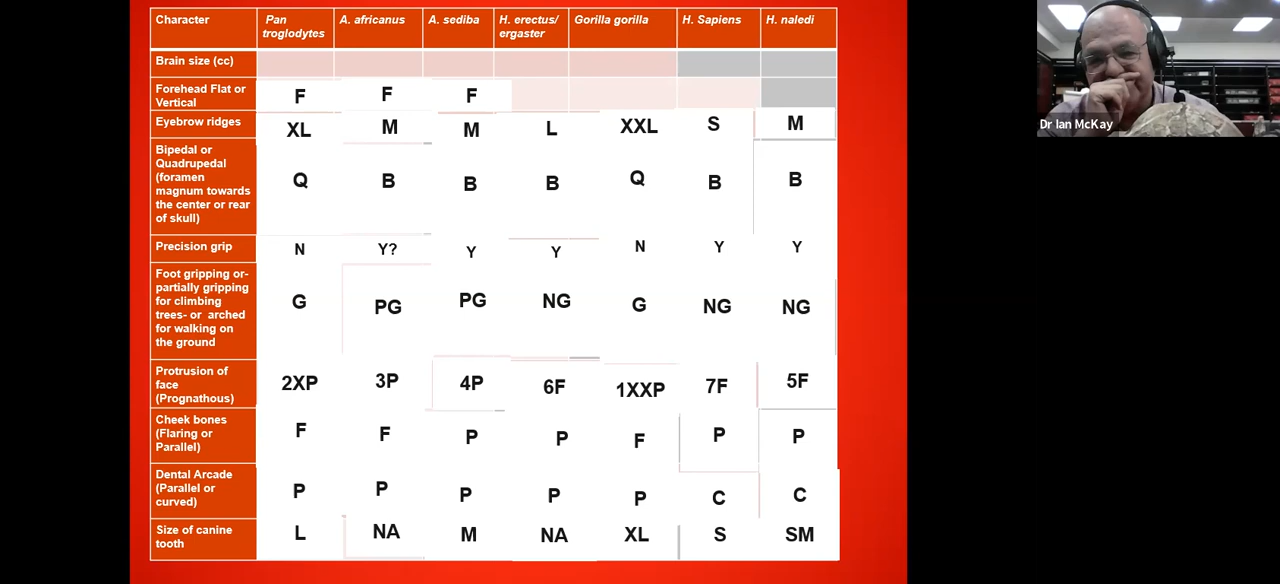 Character Pan troglodytes A. africanus A. sediba H. erectus/ ergaster Gorilla gorilla H. Sapiens H. naledi
Brain size (cc)
Forehead Flat or Vertical F F F
Eyebrow ridges XL M M L XXL S M
Bipedal or Quadrupedal (foramen magnum towards the center or rear of skull) Q B B B Q B B
Precision grip N Y? Y Y N Y Y
Foot gripping or- partially gripping for climbing trees- or arched for walking on the ground G PG PG NG G NG NG
Protrusion of face (Prognathous) 2XP 3P 4P 6F 1XXP 7F 5F
Cheek bones (Flaring or Parallel) F F P P F P P
Dental Arcade (Parallel or curved) P P P P P C C
Size of canine tooth L NA M NA XL S SM
Dr Ian McKay